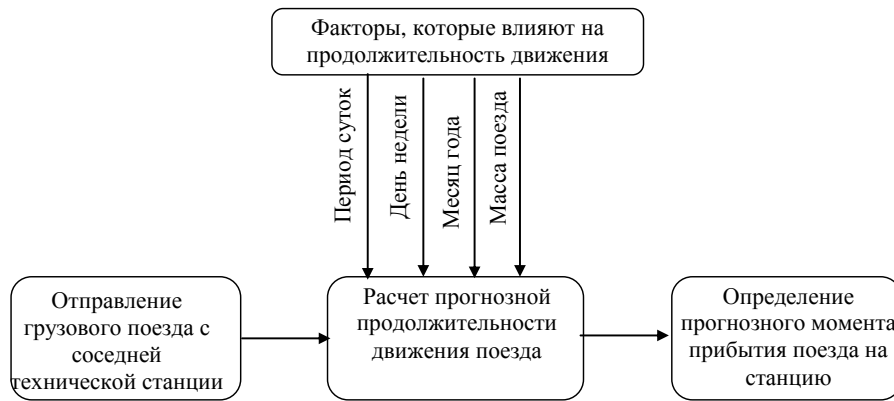 Факторы, которые влияют на
продолжительность движения
Период суток
День недели
Месяц года
Масса поезда
Отправление
грузового поезда с
соседней
технической станции
Расчет прогнозной
продолжительности
движения поезда
Определение
прогнозного момента
прибытия поезда на
станцию